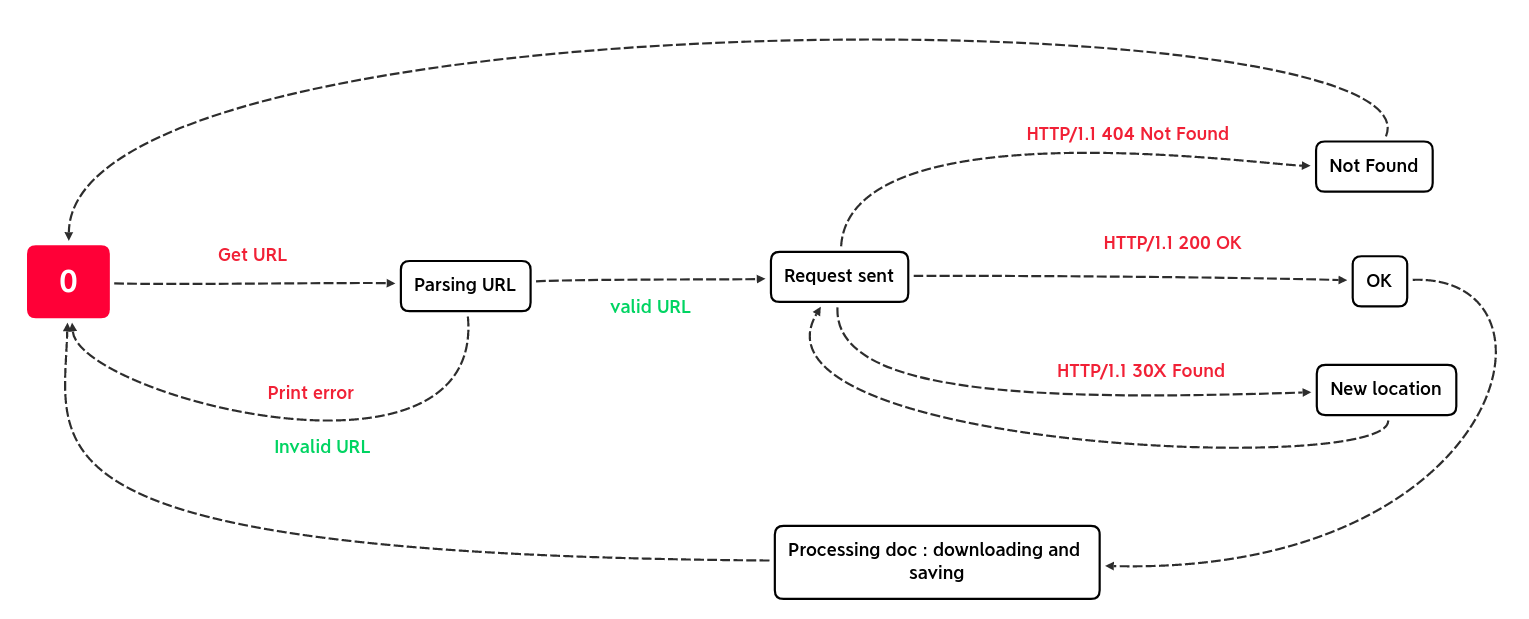 HTTP/1.1 404 Not Found
Not Found
HTTP/1.1 200 OK
Get URL
0
Parsing URL
valid URL
Request sent
OK
HTTP/1.1 30X Found
New location
Print error
Invalid URL
Processing doc : downloading and
saving